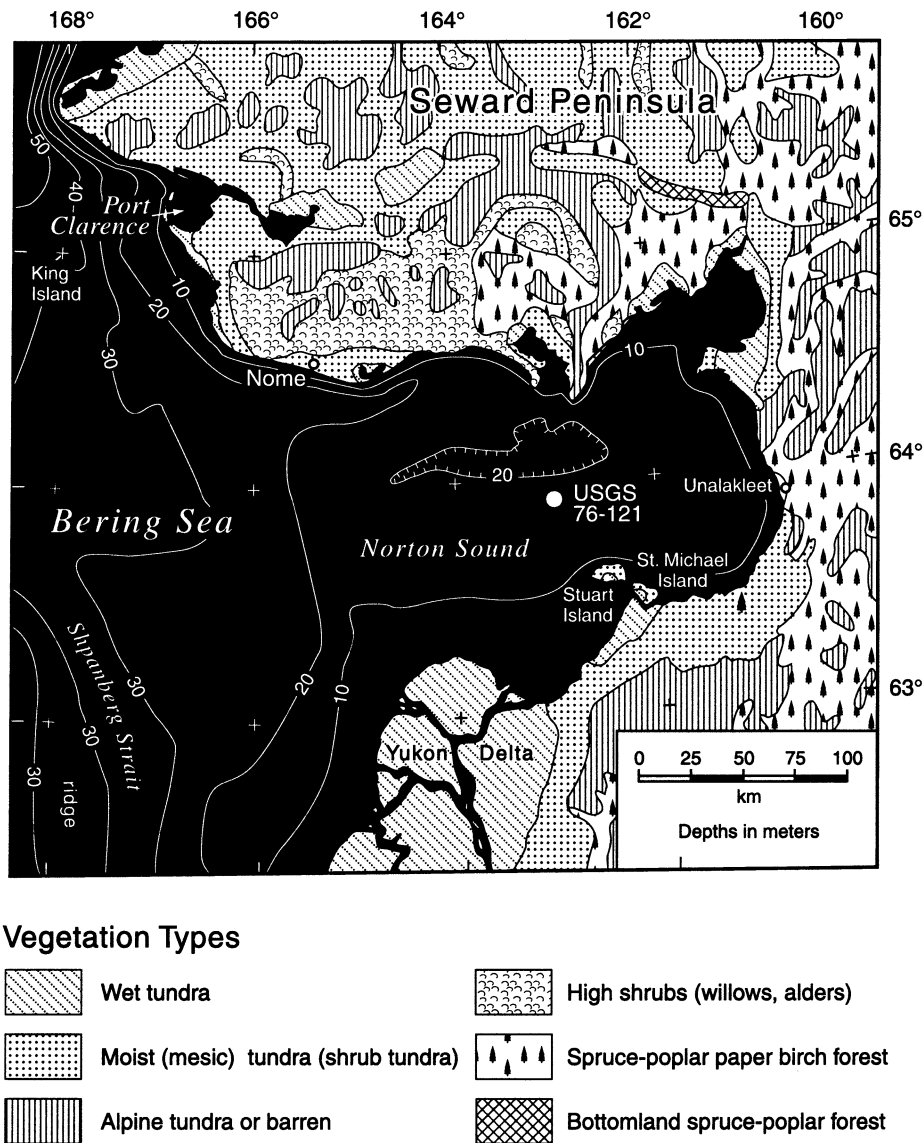 168° 166° 164° 162° 160°
Seward Peninsula
50
40
Port
Clarence
65°
King
Island
10
20
30
10
Nome
64°
20
Unalakleet
USGS
76-121
Bering Sea
Norton Sound
St. Michael
Island
Stuart
Island
Shpanberg Strait
30
20
10
63°
30
30
ridge
Yukon Delta
0 25 50 75 100
km
Depths in meters
Vegetation Types
Wet tundra
High shrubs (willows, alders)
Moist (mesic) tundra (shrub tundra)
Spruce-poplar paper birch forest
Alpine tundra or barren
Bottomland spruce-poplar forest